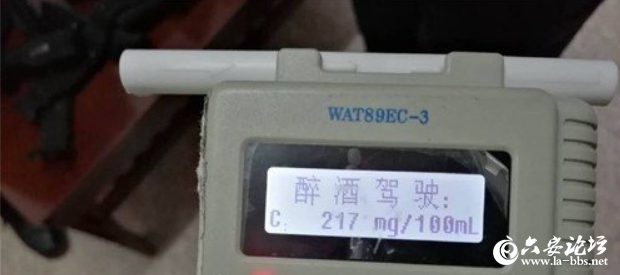 WAT89EC-3
醉酒驾驶:
C. 217 mg/100mL
六安论坛
www.la-bbs.net